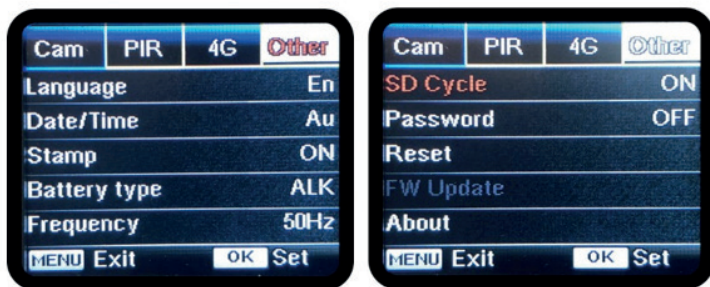 Cam PIR 4G Other
Language En
Date/Time Au
Stamp ON
Battery type ALK
Frequency 50Hz
MENU Exit OK Set
Cam PIR 4G Other
SD Cycle ON
Password OFF
Reset
FW Update
About
MENU Exit OK Set